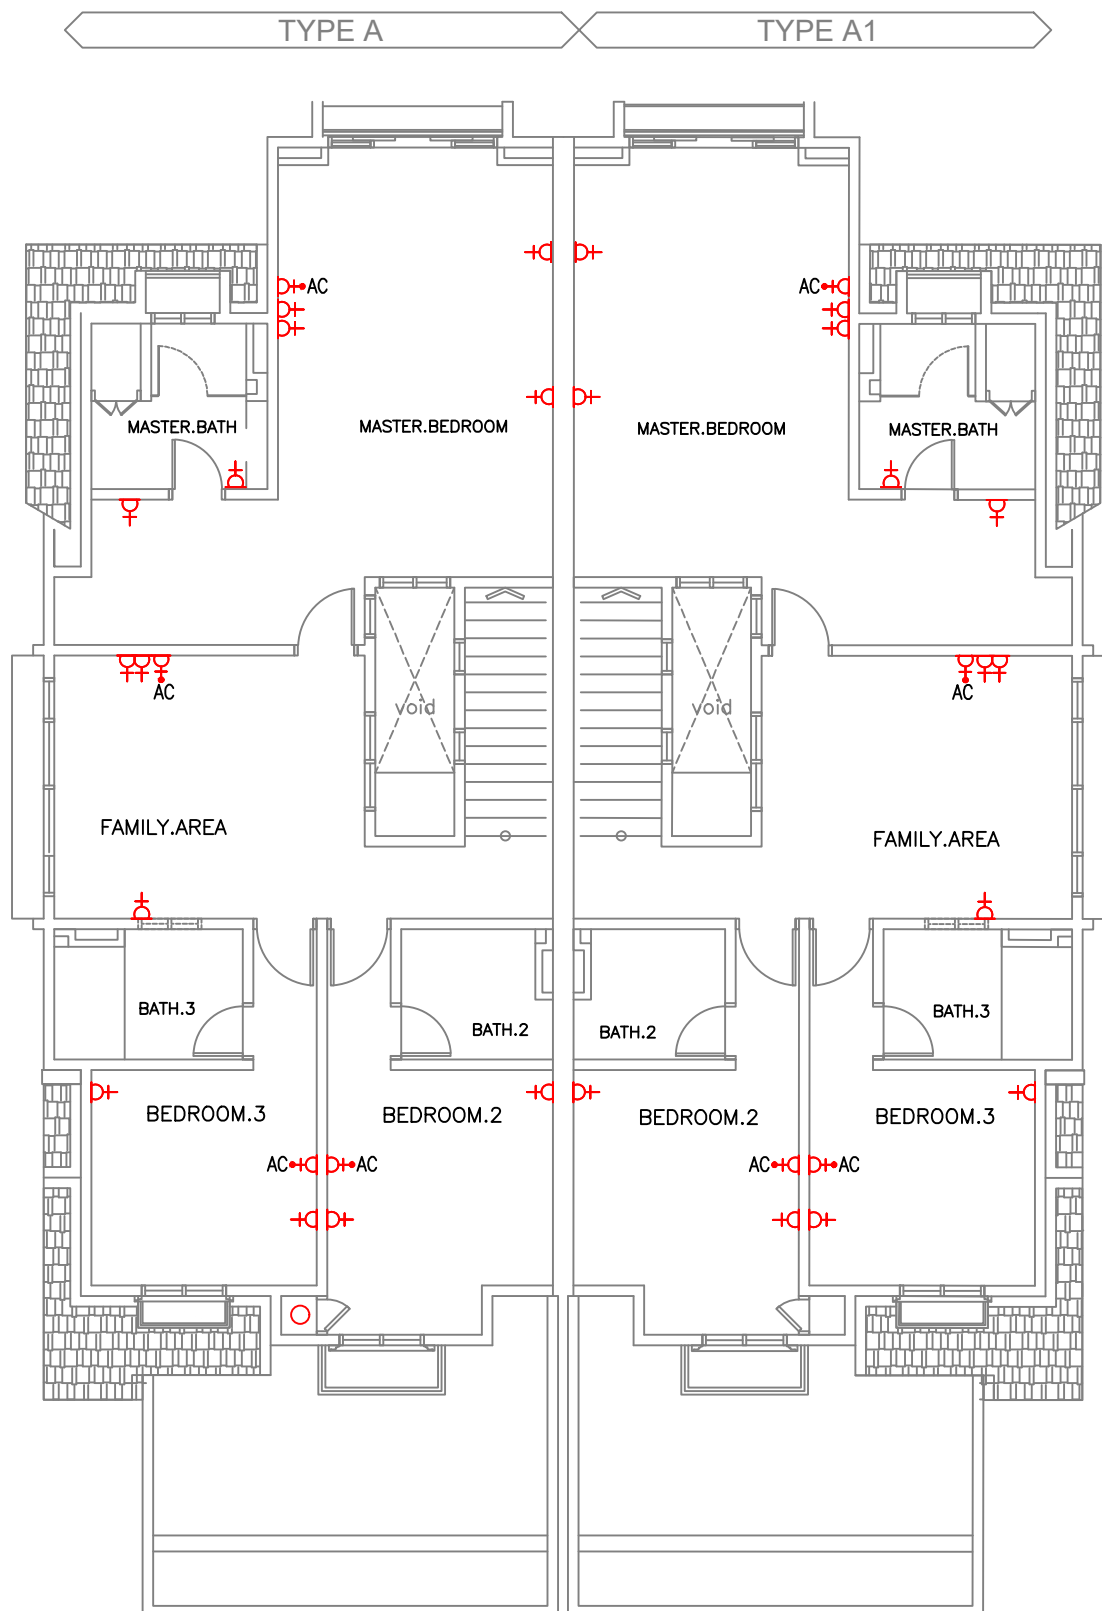 TYPE A
TYPE A1
AC
AC
MASTER.BATH
MASTER.BEDROOM
MASTER.BEDROOM
MASTER.BATH
AC
AC
void
void
FAMILY.AREA
FAMILY.AREA
BATH.3
BATH.2
BATH.2
BATH.3
BEDROOM.3
BEDROOM.2
BEDROOM.2
BEDROOM.3
AC
AC
AC
AC